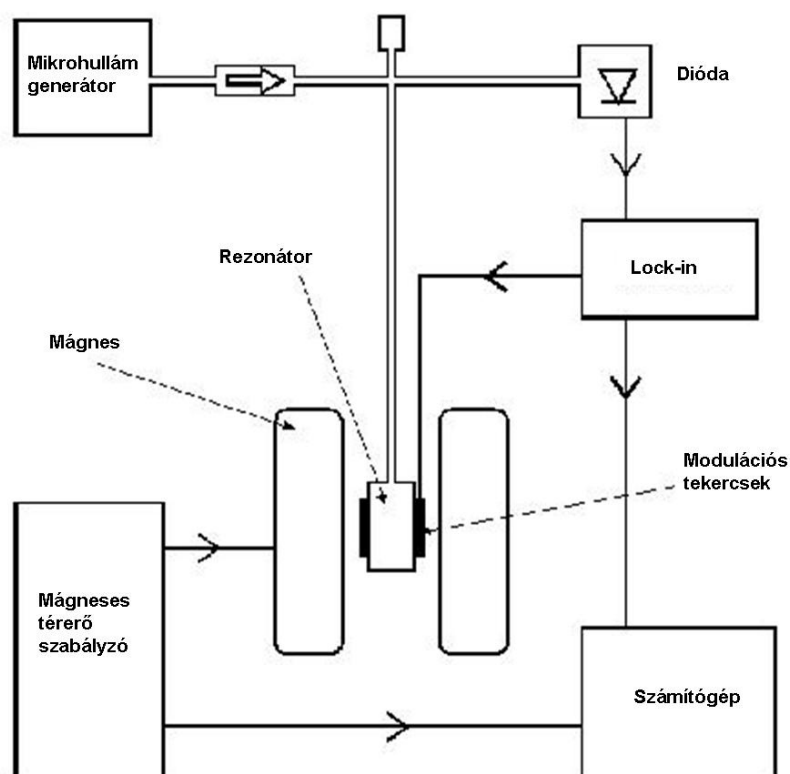 Mikrohullám
generátor
Dióda
Rezonátor
Lock-in
Mágnes
Modulációs
tekercsek
Mágneses
térerő
szabályzó
Számítógép